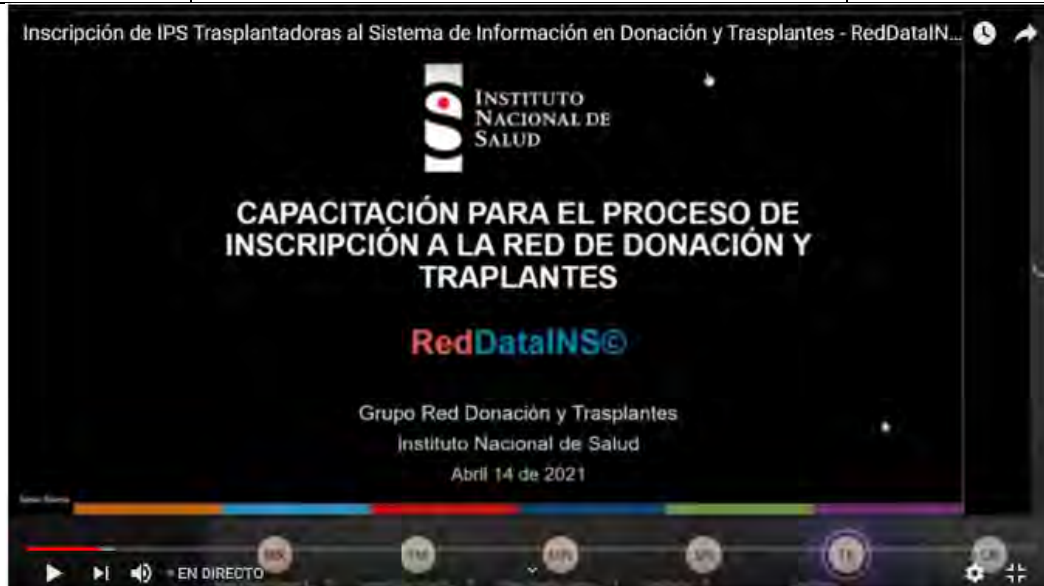 Inscripción de IPS Trasplantadoras al Sistema de Información en Donación y Trasplantes - RedDataIN...
INSTITUTO
NACIONAL DE
SALUD
CAPACITACIÓN PARA EL PROCESO DE
INSCRIPCIÓN A LA RED DE DONACIÓN Y
TRAPLANTES
RedDataINS©
Grupo Red Donación y Trasplantes
Instituto Nacional de Salud
Abril 14 de 2021
EN DIRECTO